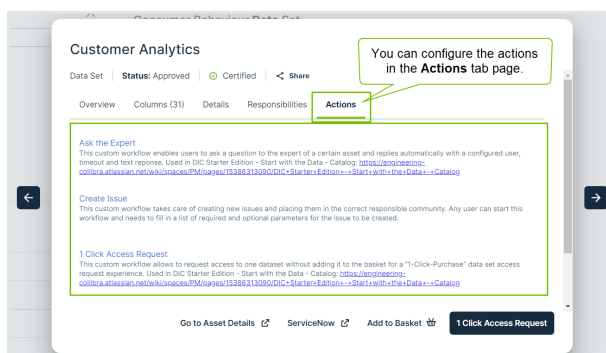 Consumer Behaviour Data Set
Customer Analytics
You can configure the actions
in the Actions tab page.
Data Set Status: Approved Certified Share
Overview Columns (31) Details Responsibilities Actions
Ask the Expert
This custom workflow enables users to ask a question to the expert of a certain asset and replies automatically with a configured user,
timeout and text reponse. Used in DIC Starter Edition - Start with the Data - Catalog: https://engineering-
collibra.atlassian.net/wiki/spaces/PM/pages/15386313090/DIC+Starter+Edition+-+Start+with+the+Data+-+Catalog
Create Issue
This custom workflow takes care of creating new issues and placing them in the correct responsible community. Any user can start this
workflow and needs to fill in a list of required and optional parameters for the issue to be created.
1 Click Access Request
This custom workflow allows to request access to one dataset without adding it to the basket for a "1-Click-Purchase" data set access
request experience. Used in DIC Starter Edition - Start with the Data - Catalog: https://engineering-
collibra.atlassian.net/wiki/spaces/PM/pages/15386313090/DIC+Starter+Edition+-+Start+with+the+Data+-+Catalog
Go to Asset Details ServiceNow Add to Basket 1 Click Access Request